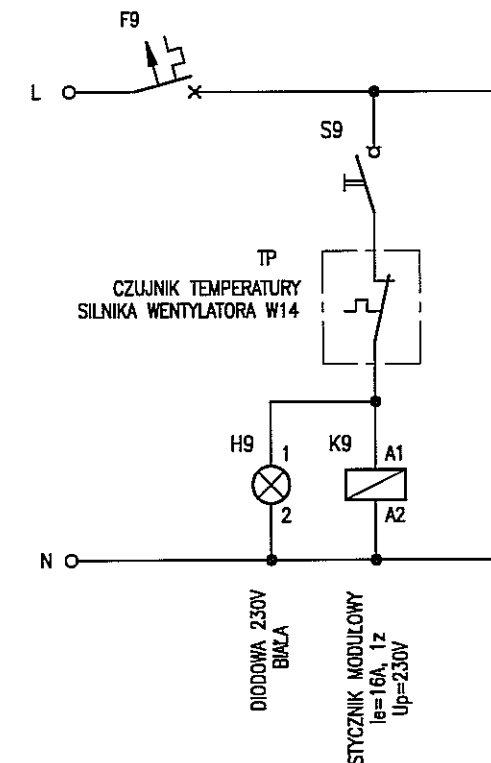 F9
L
S9
TP
CZUJNIK TEMPERATURY
SILNIKA WENTYLATORA W14
H9
1
K9
A1
2
A2
N
DIODOWA 230V
BIAŁA
STYCZNIK MODUŁOWY
Ie=16A, 1z
Up=230V